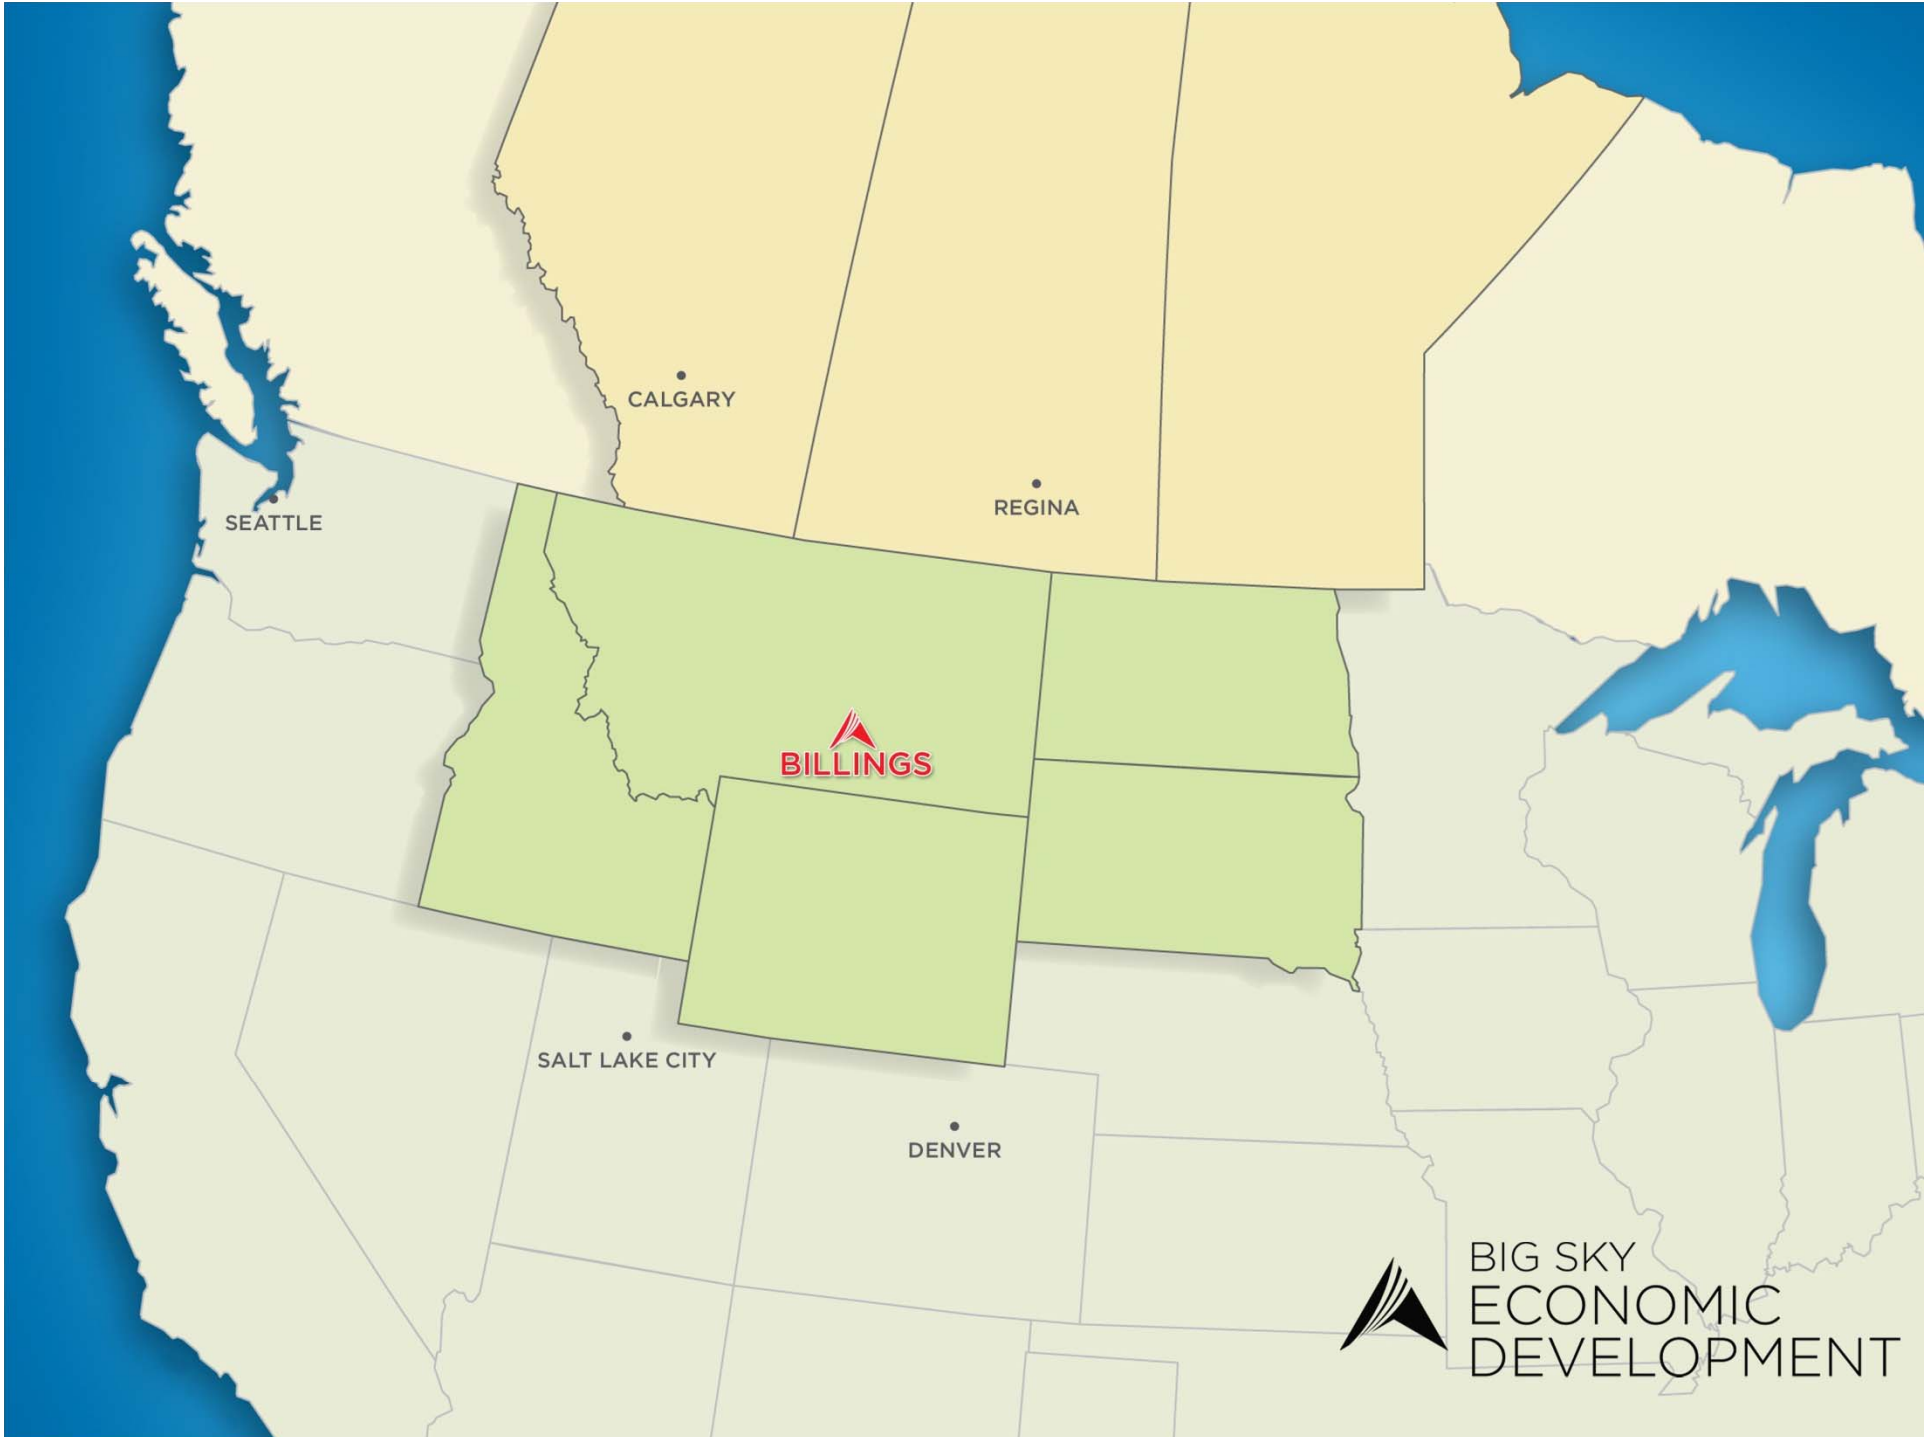 CALGARY
REGINA
SEATTLE
BILLINGS
SALT LAKE CITY
DENVER
BIG SKY
ECONOMIC
DEVELOPMENT